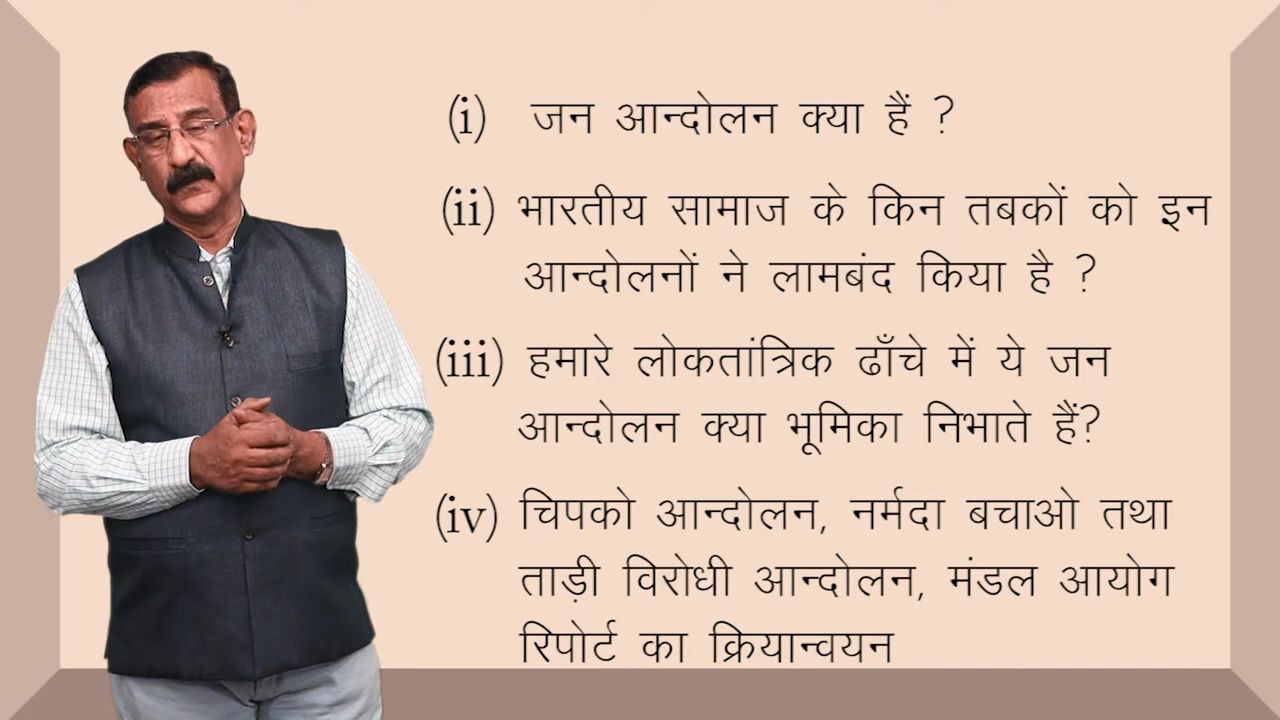 (i) जन आन्दोलन क्या हैं ?
(ii) भारतीय सामाज के किन तबकों को इन
आन्दोलनों ने लामबंद किया है ?
(iii) हमारे लोकतांत्रिक ढाँचे में ये जन
आन्दोलन क्या भूमिका निभाते हैं?
(iv) चिपको आन्दोलन, नर्मदा बचाओ तथा
ताड़ी विरोधी आन्दोलन, मंडल आयोग
रिपोर्ट का क्रियान्वयन